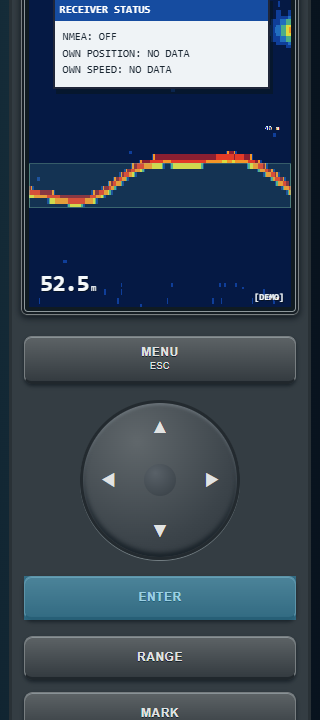 RECEIVER STATUS
NMEA: OFF
OWN POSITION: NO DATA
OWN SPEED: NO DATA
52.5m
[DEMO]
MENU
ESC
▲
◀ ▶
▼
ENTER
RANGE
MARK